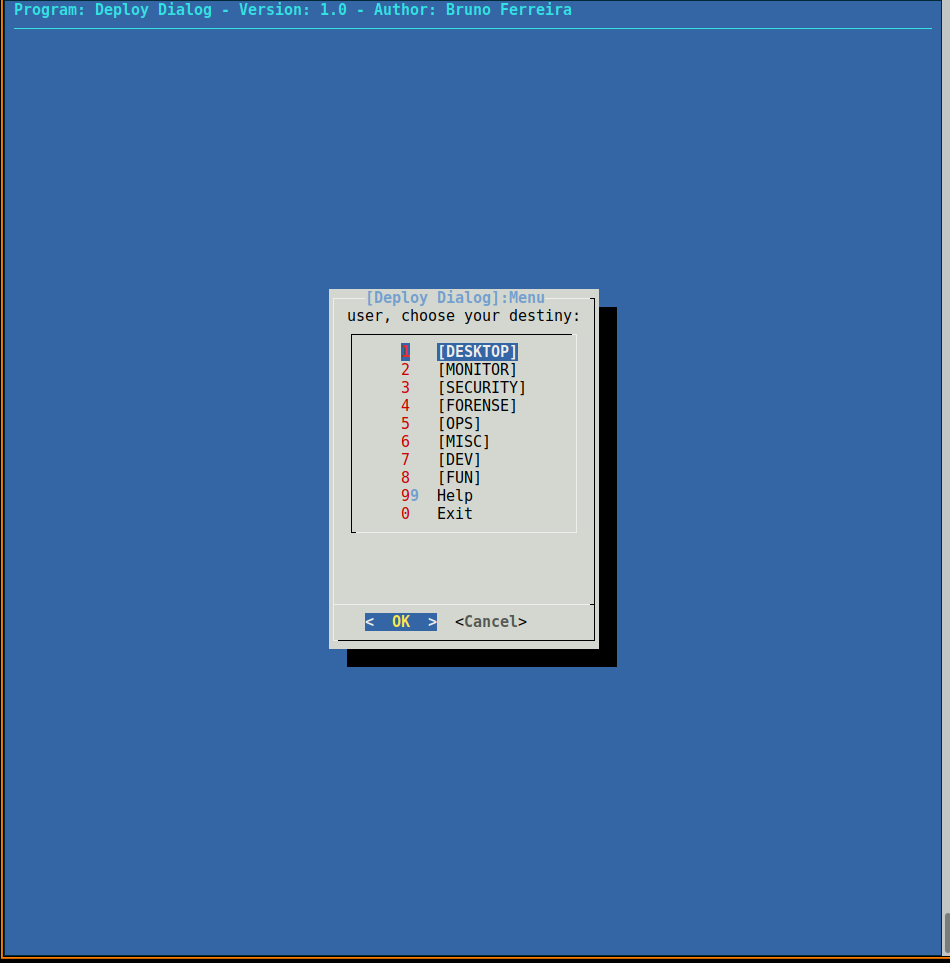 Program: Deploy Dialog - Version: 1.0 - Author: Bruno Ferreira
[Deploy Dialog]:Menu
user, choose your destiny:
1 [DESKTOP]
2 [MONITOR]
3 [SECURITY]
4 [FORENSE]
5 [OPS]
6 [MISC]
7 [DEV]
8 [FUN]
99 Help
0 Exit
< OK > <Cancel>